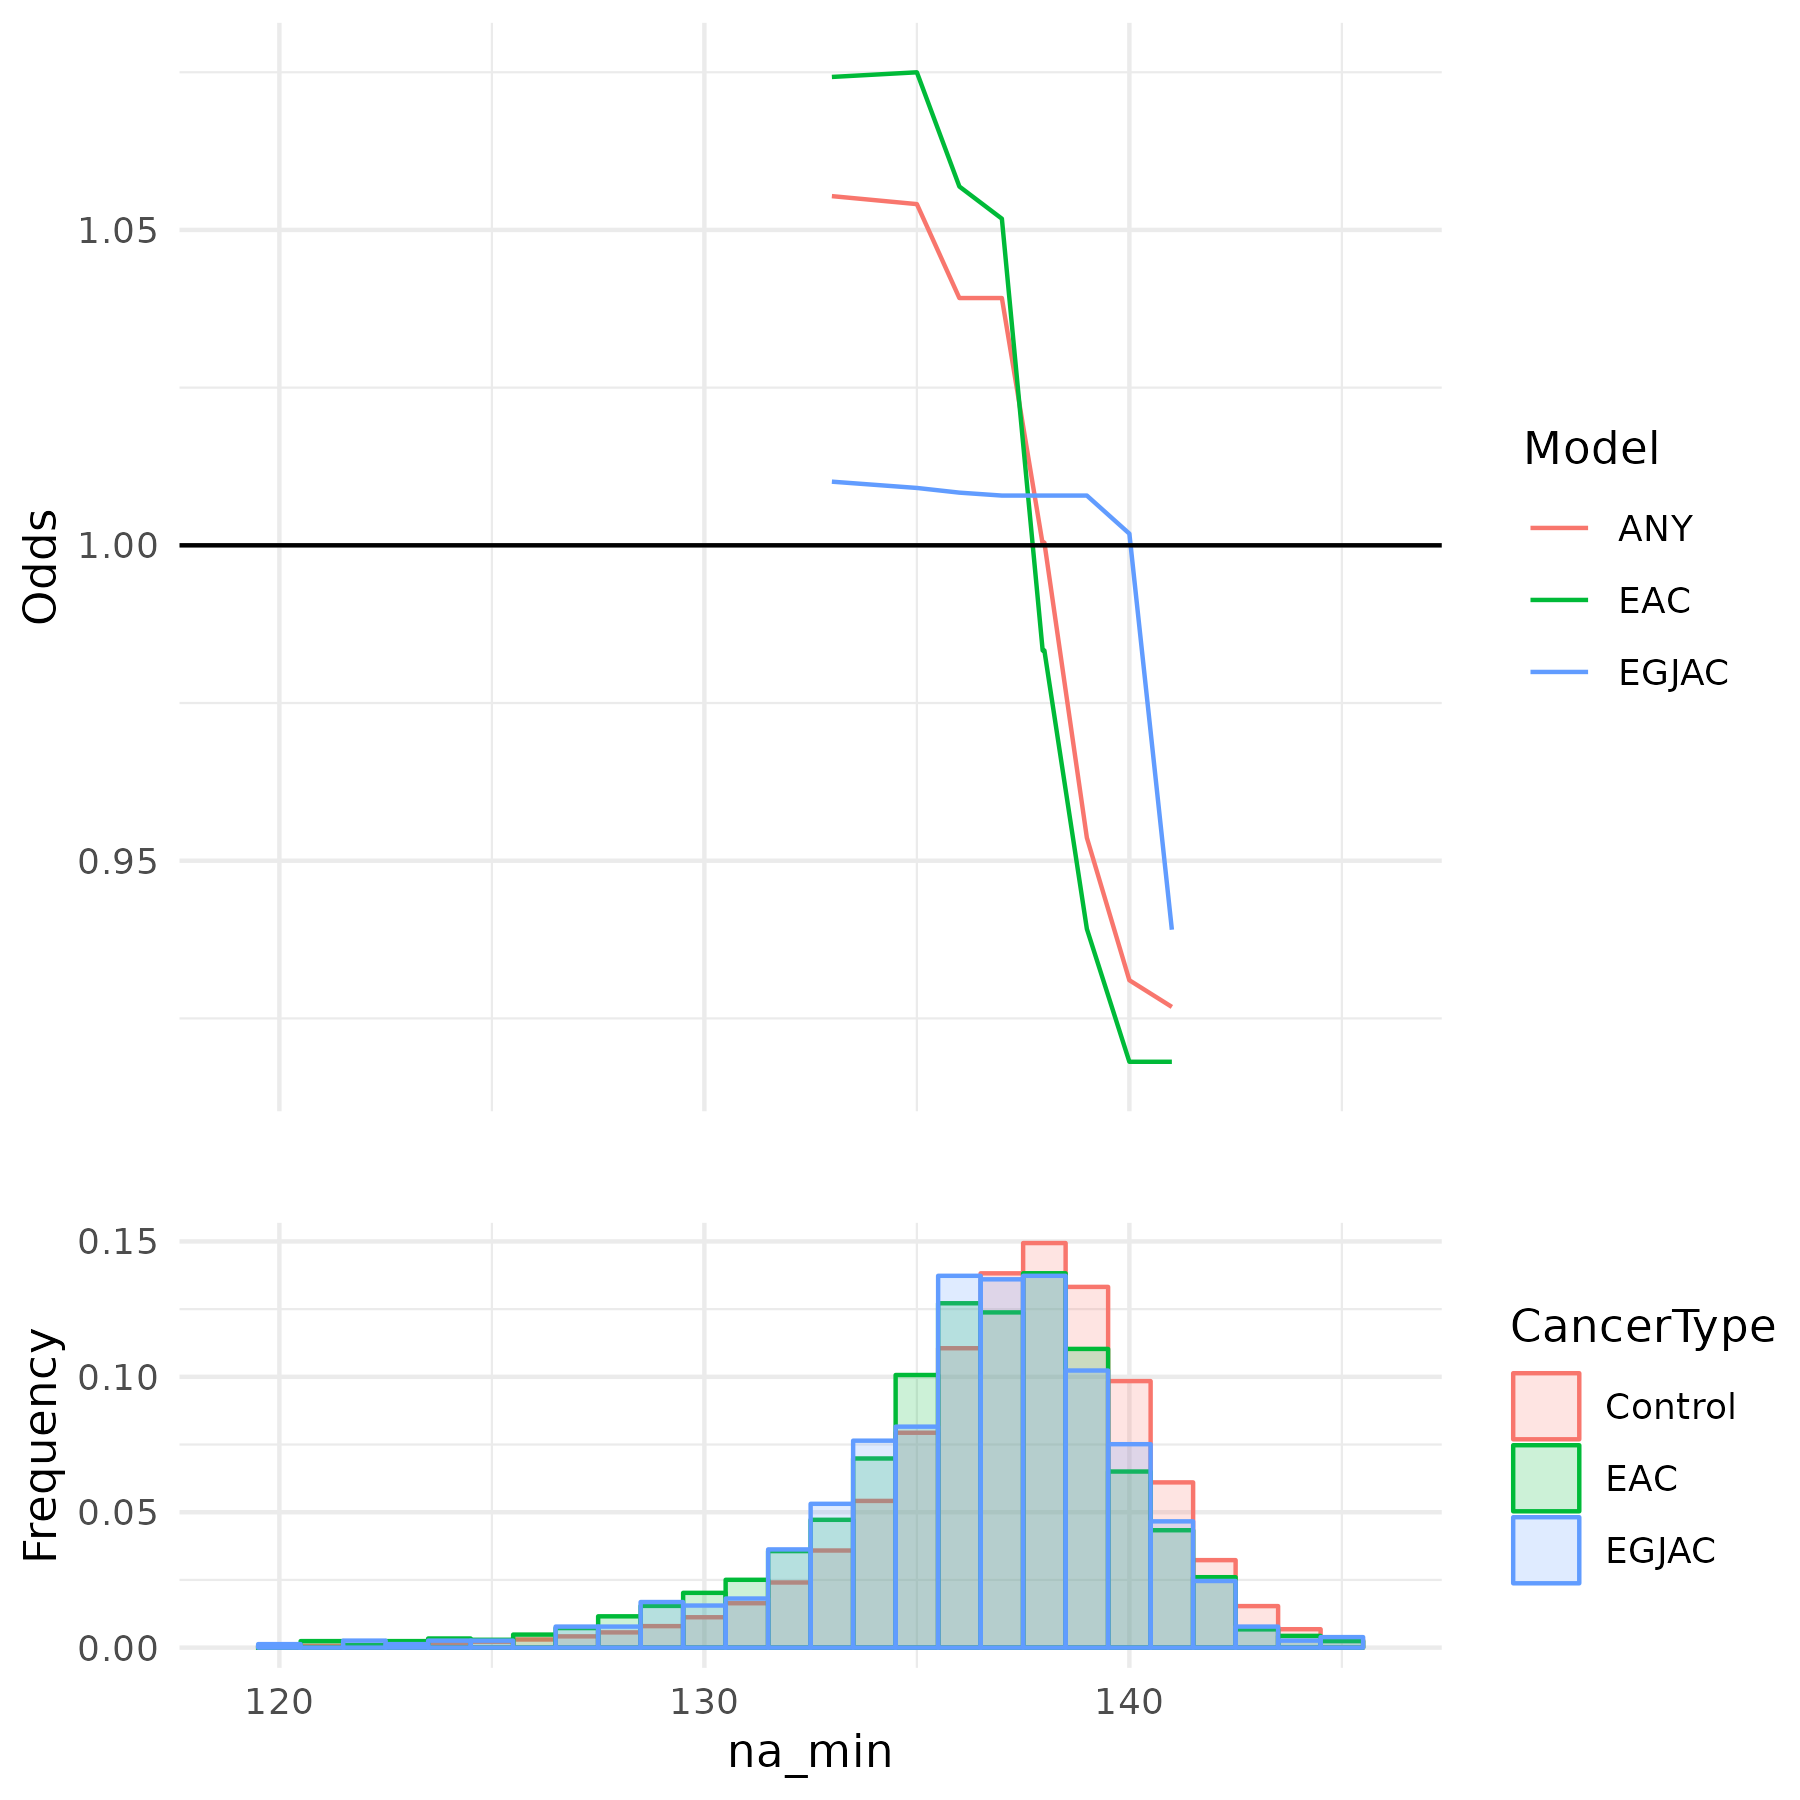 1.05
1.00
0.95
Odds
Model
ANY
EAC
EGJAC
0.15
0.10
0.05
0.00
Frequency
120 130 140
na_min
CancerType
Control
EAC
EGJAC